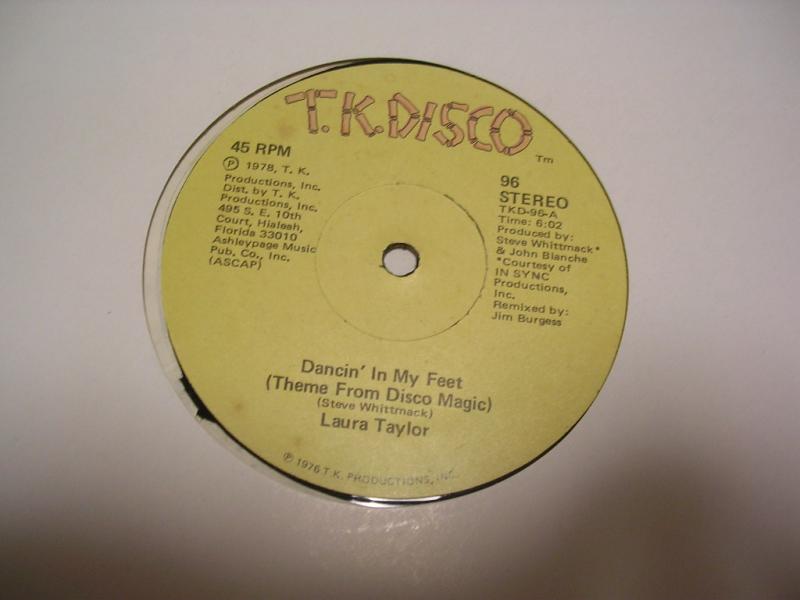 T.K.DISCO
Tm
45 RPM
℗ 1978, T. K.
Productions, Inc.
Dist. by T. K.
Productions, Inc.
495 S. E. 10th
Court, Hialeah,
Florida 33010
Ashleypage Music
Pub. Co., Inc.
(ASCAP)
96
STEREO
TKD-96-A
Time: 6:02
Produced by:
Steve Whittmack*
& John Blanche
*Courtesy of
IN SYNC
Productions,
Inc.
Remixed by:
Jim Burgess
Dancin' In My Feet
(Theme From Disco Magic)
(Steve Whittmack)
Laura Taylor
℗ 1976 T.K. PRODUCTIONS, INC.